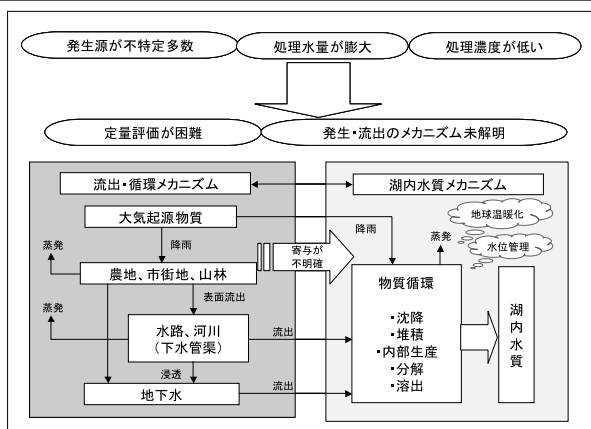 発生源が不特定多数
処理水量が膨大
処理濃度が低い
定量評価が困難
発生・流出のメカニズム未解明
流出・循環メカニズム
湖内水質メカニズム
大気起源物質
地球温暖化
水位管理
降雨
降雨
蒸発
蒸発
寄与が
不明確
農地、市街地、山林
表面流出
蒸発
水路、河川
(下水管渠)
流出
浸透
地下水
流出
物質循環
・沈降
・堆積
・内部生産
・分解
・溶出
湖内水質